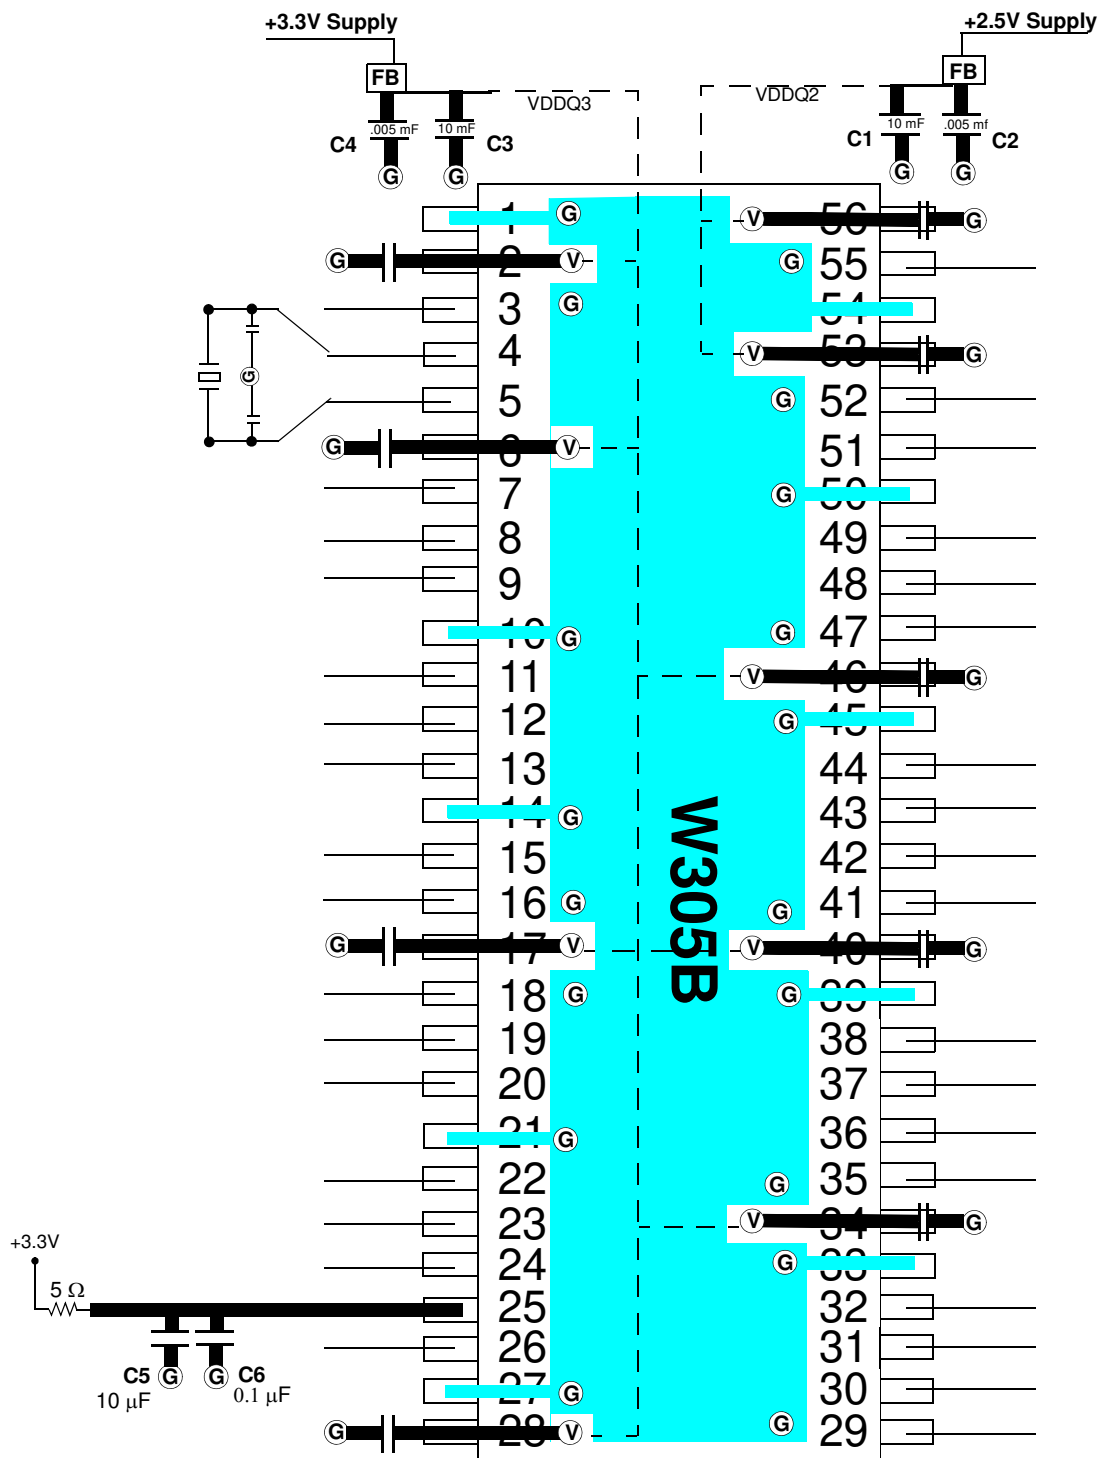 +3.3V Supply
+2.5V Supply
FB
FB
VDDQ3
VDDQ2
.005 mF
10 mF
10 mF
.005 mf
C4
C3
C1
C2
G
G
G
G
1
G
V
56
G
G
2
V
G
55
3
G
54
4
V
53
G
G
5
G
52
G
6
V
51
7
G
50
8
49
9
48
10
G
G
47
11
V
46
G
12
G
45
13
44
14
G
43
15
42
16
G
G
41
G
17
V
V
40
G
18
G
G
39
19
38
20
37
21
G
36
22
G
35
23
V
34
G
24
G
33
+3.3V
5 Ω
25
32
26
31
C5
G
G
C6
10 µF
0.1 µF
27
G
30
G
28
V
G
29
W305B